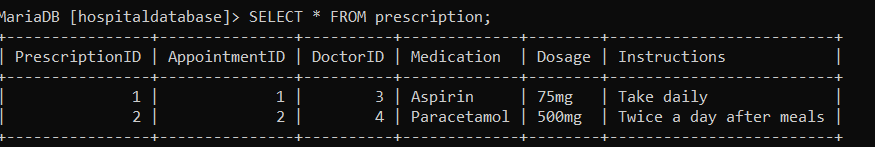 MariaDB [hospitaldatabase]> SELECT * FROM prescription;
+----------------+---------------+----------+-------------+--------+-------------------------+
| PrescriptionID | AppointmentID | DoctorID | Medication  | Dosage | Instructions            |
+----------------+---------------+----------+-------------+--------+-------------------------+
|              1 |             1 |        3 | Aspirin     | 75mg   | Take daily              |
|              2 |             2 |        4 | Paracetamol | 500mg  | Twice a day after meals |
+----------------+---------------+----------+-------------+--------+-------------------------+